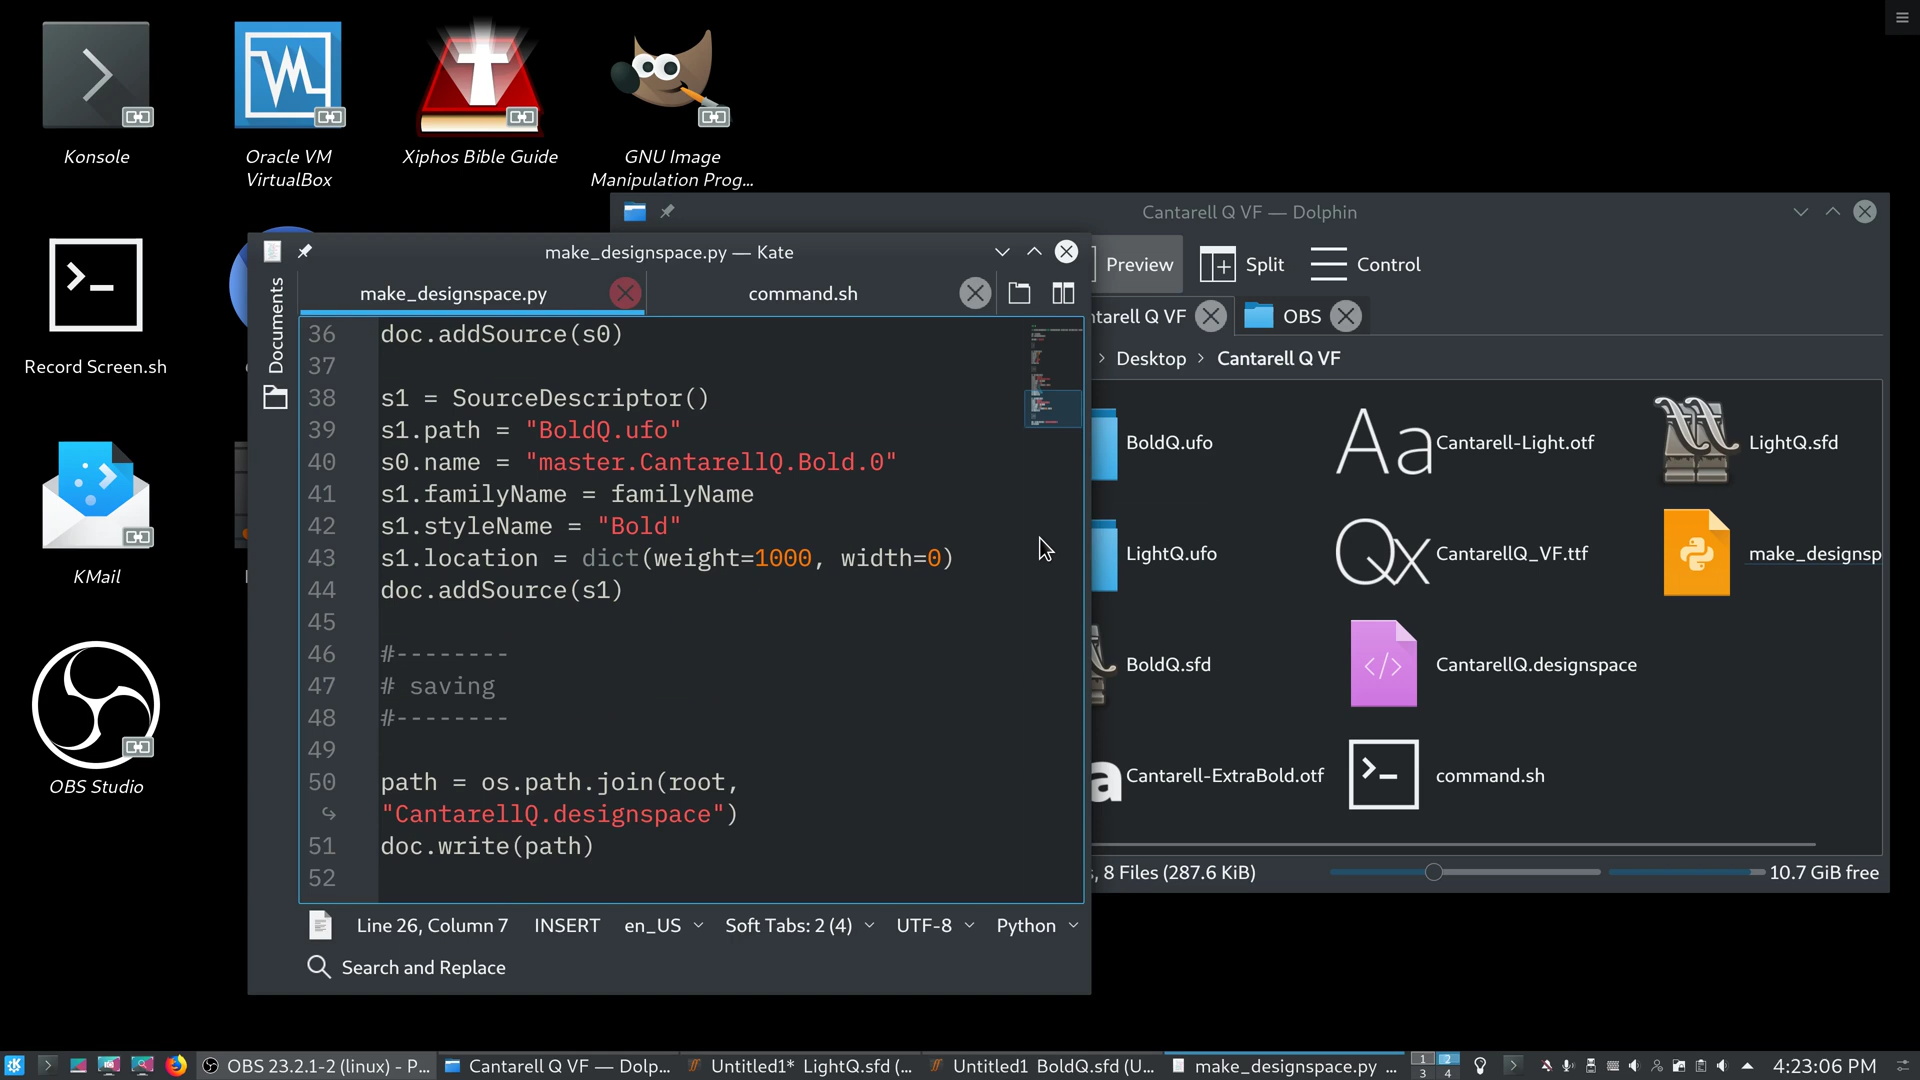 Konsole
Oracle VM
VirtualBox
Xiphos Bible Guide
GNU Image
Manipulation Prog...
Record Screen.sh
KMail
OBS Studio
Cantarell Q VF — Dolphin
Preview
Split
Control
ntarell Q VF
OBS
> Desktop > Cantarell Q VF
BoldQ.ufo
Cantarell-Light.otf
LightQ.sfd
LightQ.ufo
CantarellQ_VF.ttf
make_designsp
BoldQ.sfd
CantarellQ.designspace
Cantarell-ExtraBold.otf
command.sh
, 8 Files (287.6 KiB)
10.7 GiB free
make_designspace.py — Kate
Documents
make_designspace.py
command.sh
36 doc.addSource(s0)
37
38 s1 = SourceDescriptor()
39 s1.path = "BoldQ.ufo"
40 s0.name = "master.CantarellQ.Bold.0"
41 s1.familyName = familyName
42 s1.styleName = "Bold"
43 s1.location = dict(weight=1000, width=0)
44 doc.addSource(s1)
45
46 #--------
47 # saving
48 #--------
49
50 path = os.path.join(root,
"CantarellQ.designspace")
51 doc.write(path)
52
Line 26, Column 7 INSERT en_US Soft Tabs: 2 (4) UTF-8 Python
Search and Replace
OBS 23.2.1-2 (linux) - P...
Cantarell Q VF — Dolp...
Untitled1* LightQ.sfd (...
Untitled1 BoldQ.sfd (U...
make_designspace.py ...
1 2
3 4
4:23:06 PM